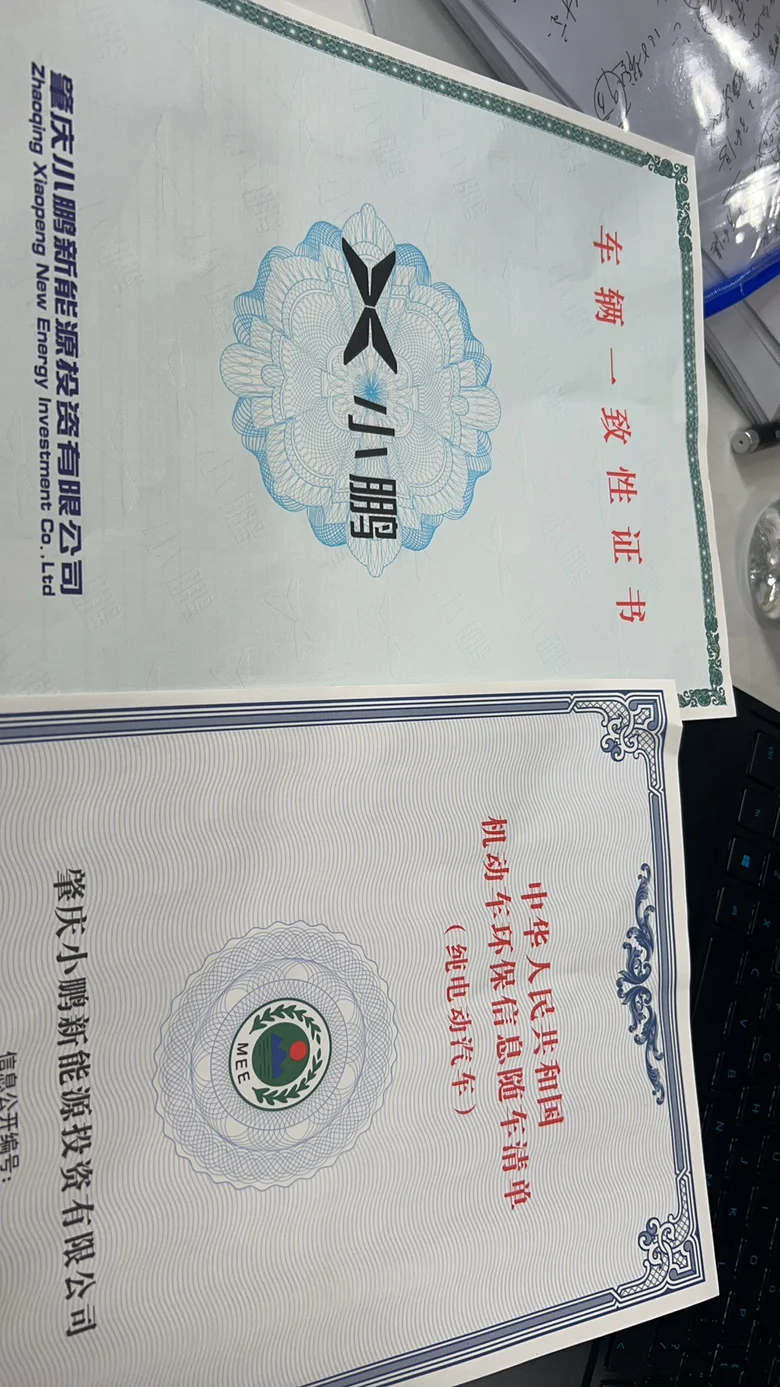 车辆一致性证书
小鹏
肇庆小鹏新能源投资有限公司
Zhaoqing Xiaopeng New Energy Investment Co.,Ltd
中华人民共和国
机动车环保信息随车清单
(纯电动汽车)
MEE
肇庆小鹏新能源投资有限公司
信息公开编号: